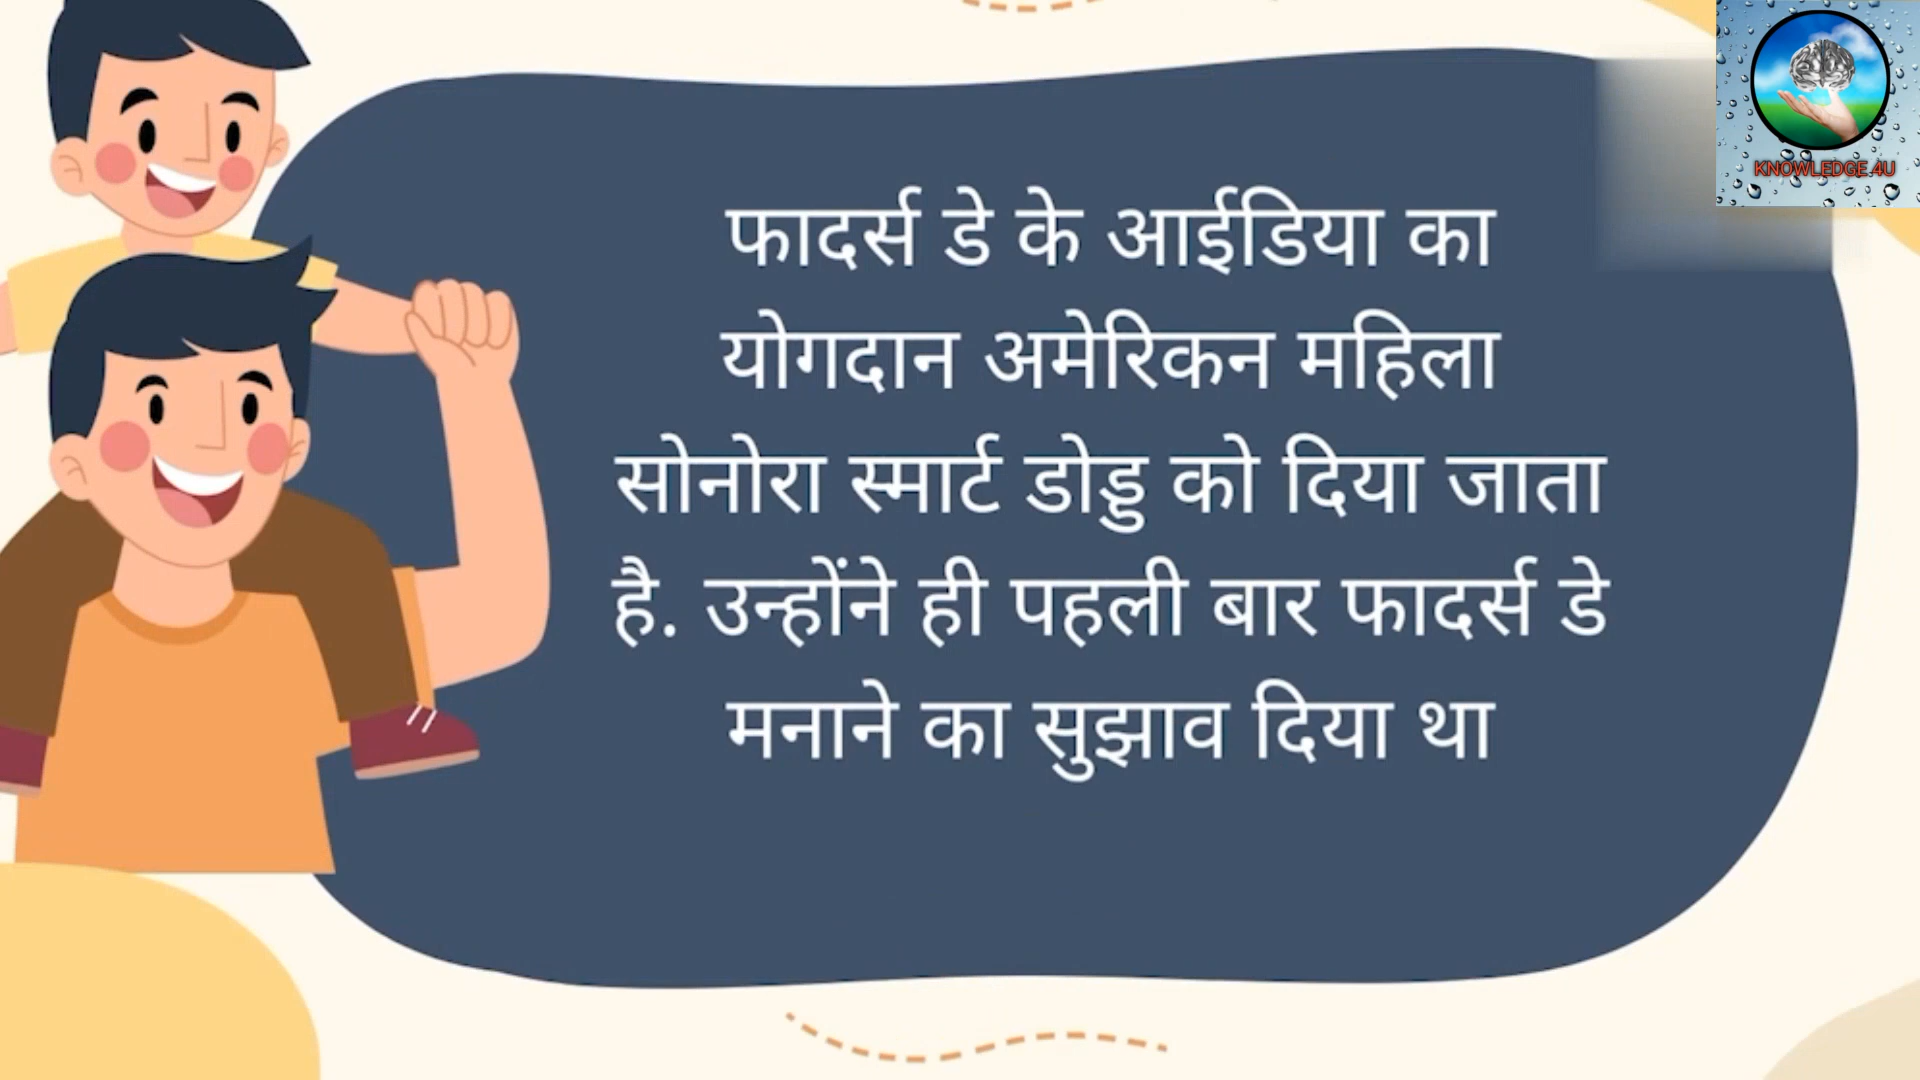 KNOWLEDGE 4U
फादर्स डे के आईडिया का
योगदान अमेरिकन महिला
सोनोरा स्मार्ट डोड्ड को दिया जाता
है. उन्होंने ही पहली बार फादर्स डे
मनाने का सुझाव दिया था